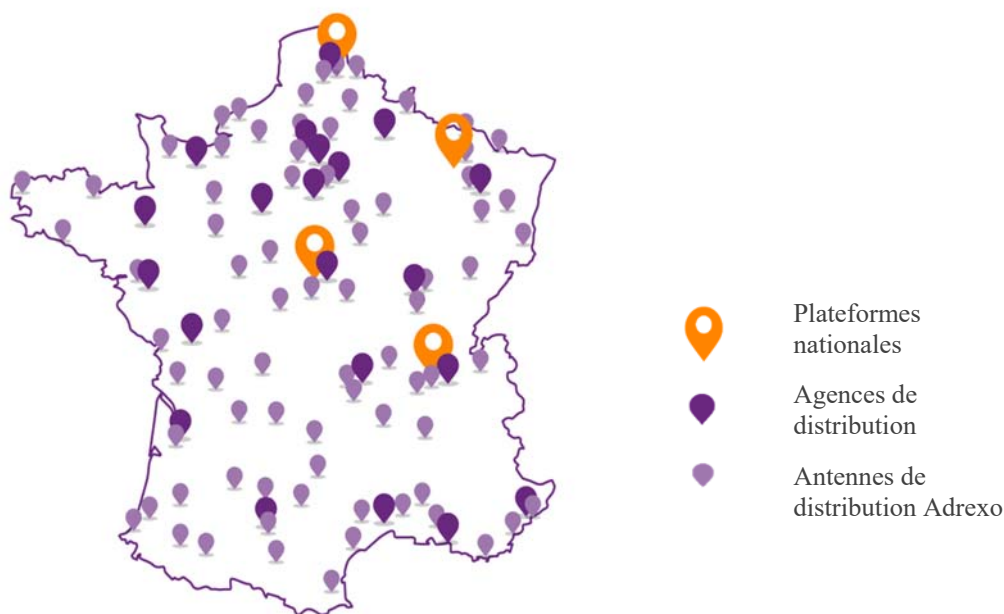 Plateformes
nationales
Agences de
distribution
Antennes de
distribution Adrexo